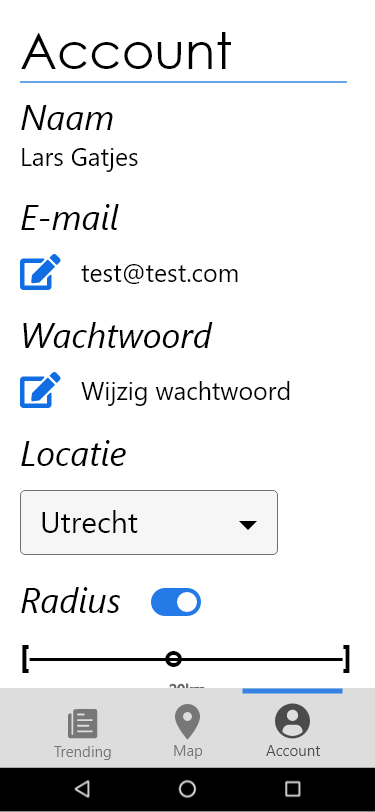 Account
Naam
Lars Gatjes
E-mail
test@test.com
Wachtwoord
Wijzig wachtwoord
Locatie
Utrecht
Radius
Trending
Map
Account